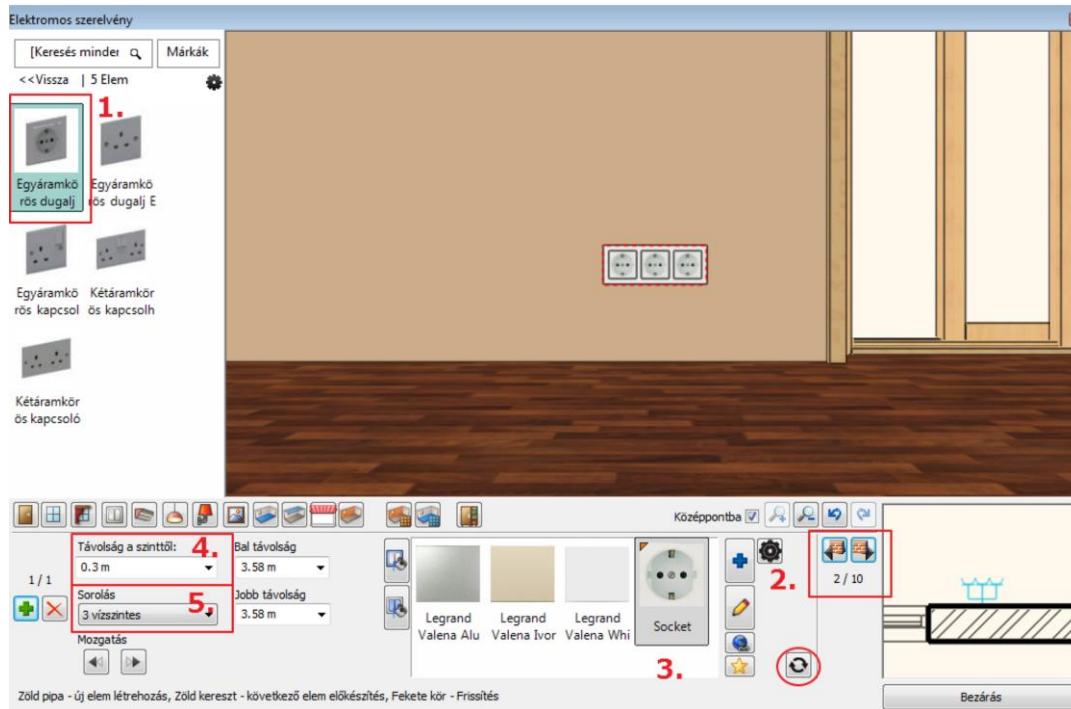 Elektromos szerelvény
[Keresés minder
Márkák
<<Vissza | 5 Elem
1.
Egyáramkö
rös dugalj
Egyáramkö
rös dugalj E
Egyáramkö
rös kapcsol
Kétáramkör
ös kapcsolh
Kétáramkör
ös kapcsoló
Középpontba
Távolság a szinttől:
4.
0.3 m
Bal távolság
3.58 m
1 / 1
Sorolás
5.
3 vízszintes
Jobb távolság
3.58 m
Mozgatás
Legrand
Valena Alu
Legrand
Valena Ivor
Legrand
Valena Whi
Socket
3.
2.
2 / 10
Zöld pipa - új elem létrehozás, Zöld kereszt - következő elem előkészítés, Fekete kör - Frissítés
Bezárás